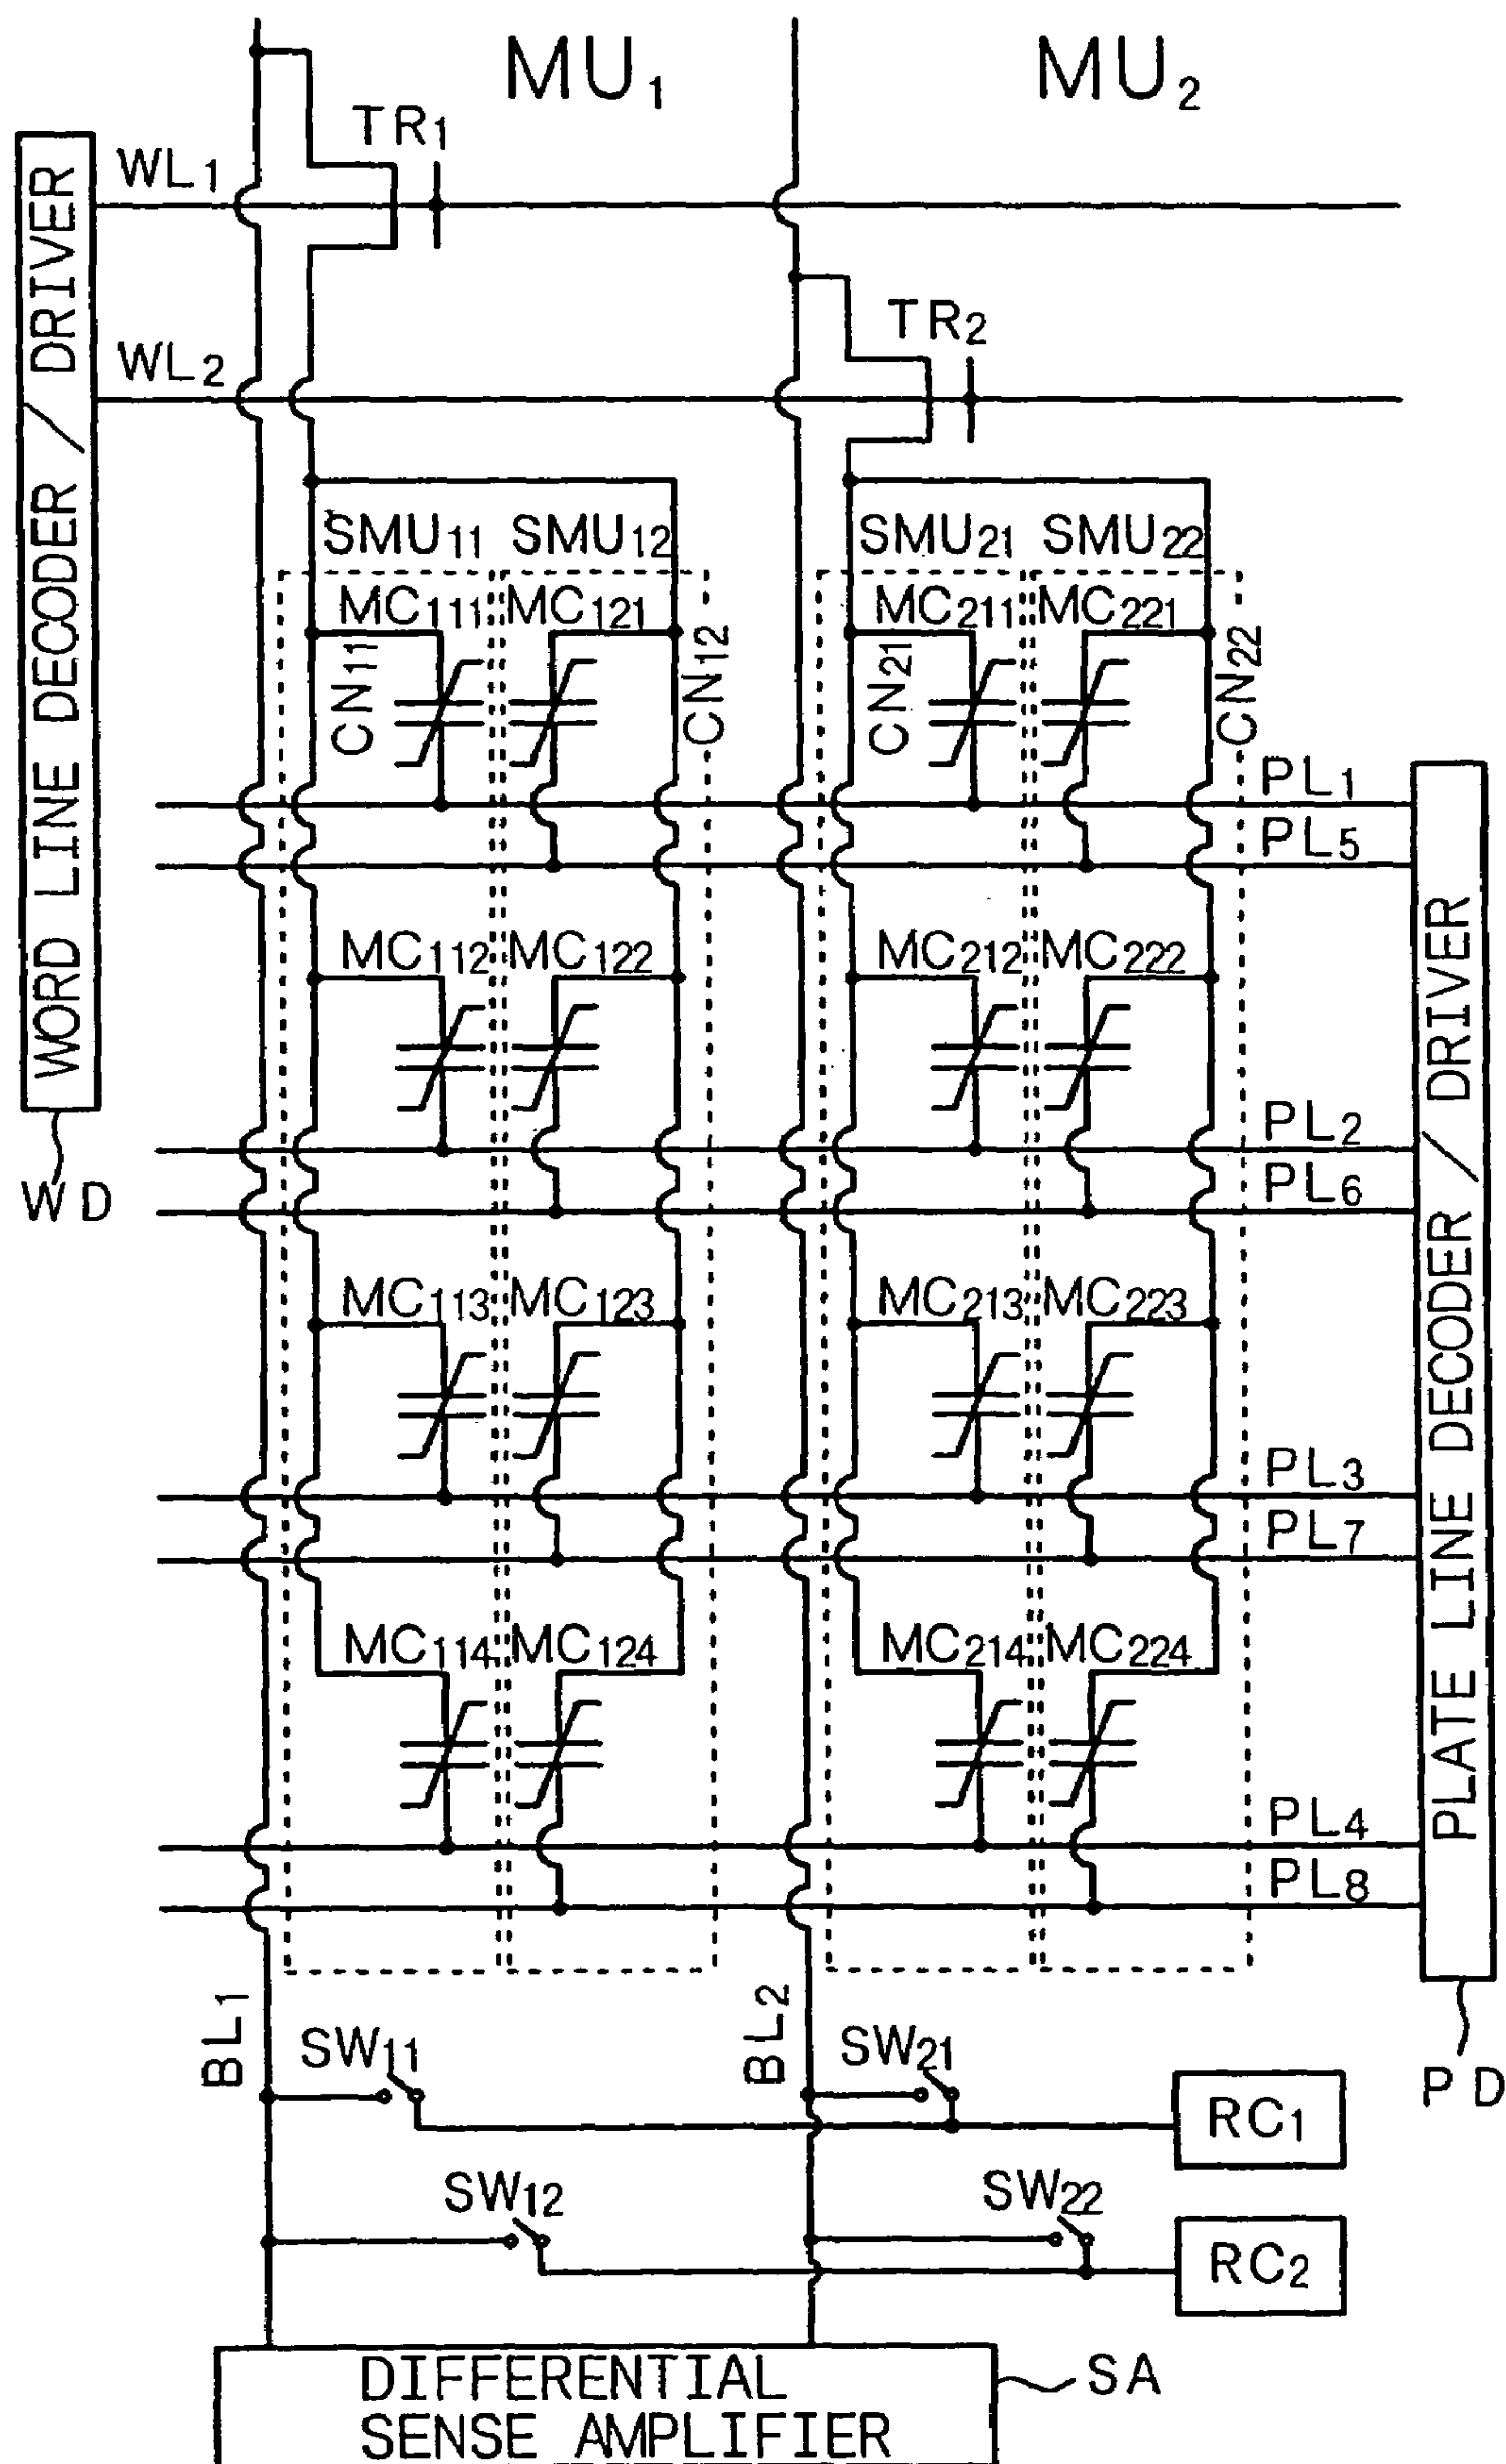 MU1 MU2
TR1
WL1
TR2
WL2
WORD LINE DECODER / DRIVER
SMU11 SMU12 SMU21 SMU22
MC111 MC121 MC211 MC221
CN11 CN12 CN21 CN22
PL1
PL5
MC112 MC122 MC212 MC222
PL2
PL6
WD
MC113 MC123 MC213 MC223
PL3
PL7
MC114 MC124 MC214 MC224
PL4
PL8
PLATE LINE DECODER / DRIVER
BL1 BL2
SW11 SW21
PD
RC1
SW12 SW22
RC2
DIFFERENTIAL
SENSE AMPLIFIER
SA